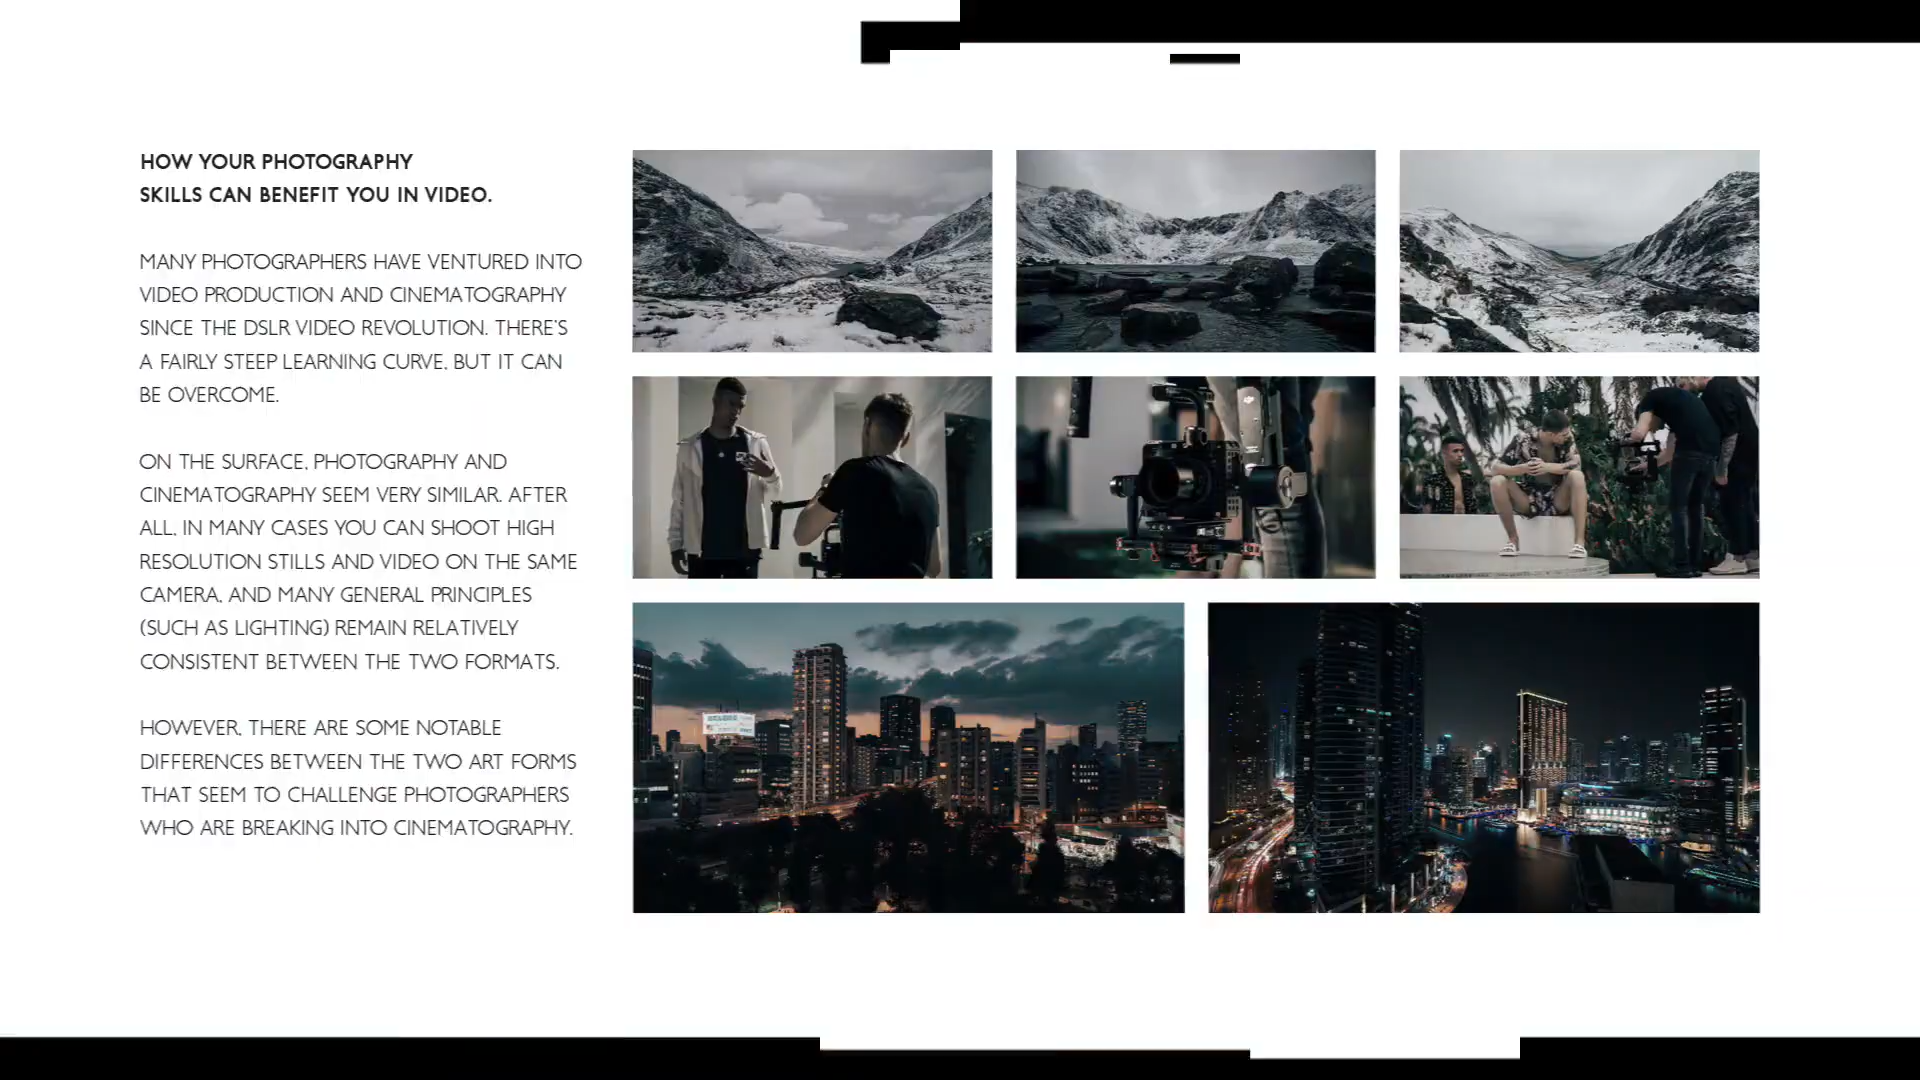 HOW YOUR PHOTOGRAPHY
SKILLS CAN BENEFIT YOU IN VIDEO.
MANY PHOTOGRAPHERS HAVE VENTURED INTO
VIDEO PRODUCTION AND CINEMATOGRAPHY
SINCE THE DSLR VIDEO REVOLUTION. THERE'S
A FAIRLY STEEP LEARNING CURVE, BUT IT CAN
BE OVERCOME.
ON THE SURFACE, PHOTOGRAPHY AND
CINEMATOGRAPHY SEEM VERY SIMILAR. AFTER
ALL, IN MANY CASES YOU CAN SHOOT HIGH
RESOLUTION STILLS AND VIDEO ON THE SAME
CAMERA, AND MANY GENERAL PRINCIPLES
(SUCH AS LIGHTING) REMAIN RELATIVELY
CONSISTENT BETWEEN THE TWO FORMATS.
HOWEVER, THERE ARE SOME NOTABLE
DIFFERENCES BETWEEN THE TWO ART FORMS
THAT SEEM TO CHALLENGE PHOTOGRAPHERS
WHO ARE BREAKING INTO CINEMATOGRAPHY.